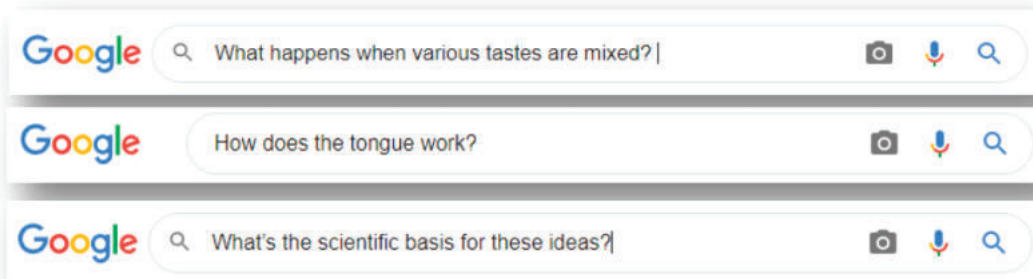 Google What happens when various tastes are mixed?
Google How does the tongue work?
Google What's the scientific basis for these ideas?